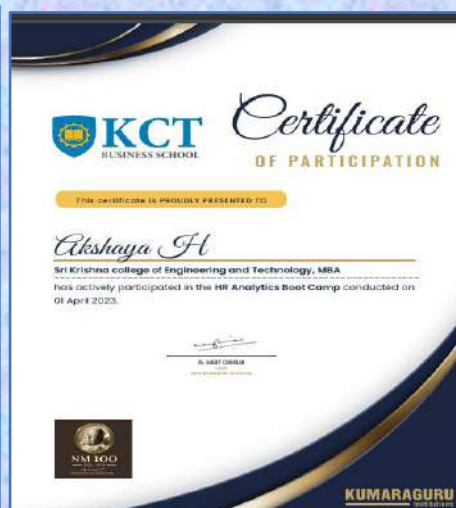 KCT
BUSINESS SCHOOL
Certificate
OF PARTICIPATION
This certificate is PROUDLY PRESENTED TO
Akshaya H
Sri Krishna college of Engineering and Technology, MBA
has actively participated in the HR Analytics Boot Camp conducted on
01 April 2023.
NM 100
KUMARAGURU
institutions